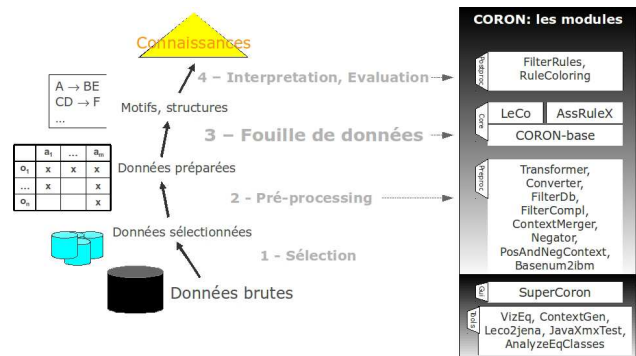 Connaissances
4 – Interpretation, Evaluation
A → BE
CD → F
...
Motifs, structures
3 – Fouille de données
a₁ ... aₘ
o₁ x x x
... x x
oₙ x
Données préparées
2 - Pré-processing
Données sélectionnées
1 - Sélection
Données brutes
CORON: les modules
Postproc
FilterRules,
RuleColoring
Core
LeCo AssRuleX
CORON-base
Preproc
Transformer,
Converter,
FilterDb,
FilterCompl,
ContextMerger,
Negator,
PosAndNegContext,
Basenum2ibm
Gui
SuperCoron
Tools
VizEq, ContextGen,
Leco2jena, JavaXmxTest,
AnalyzeEqClasses